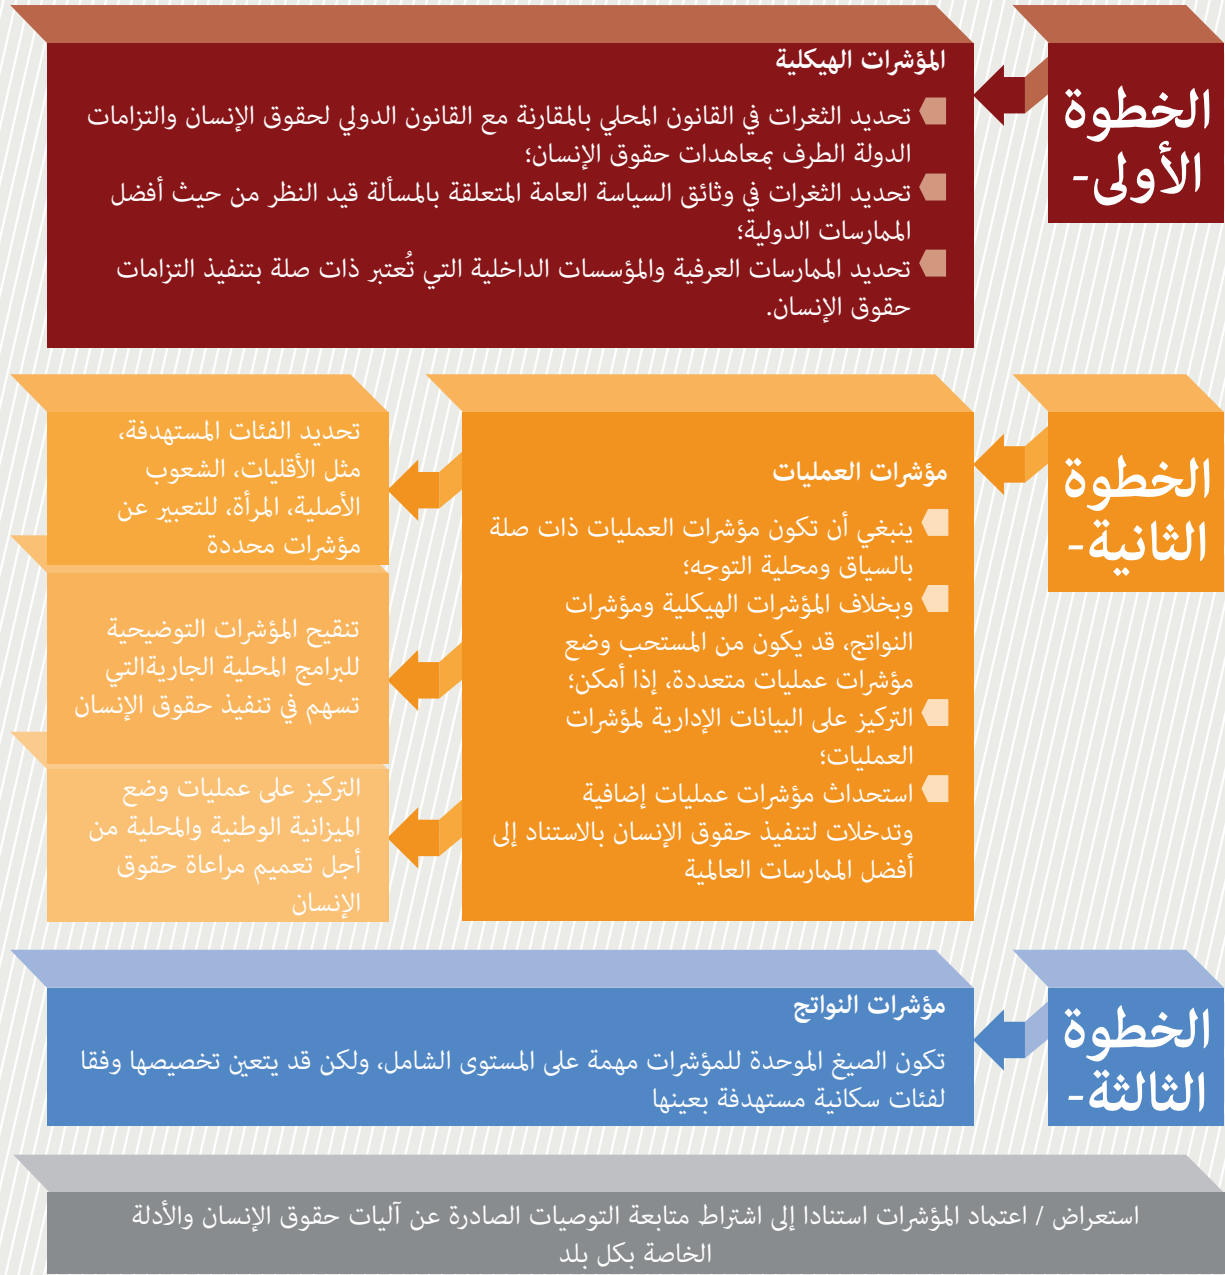 الخطوة
الأولى-
المؤشرات الهيكلية
تحديد الثغرات في القانون المحلي بالمقارنة مع القانون الدولي لحقوق الإنسان والتزامات
الدولة الطرف بمعاهدات حقوق الإنسان؛
تحديد الثغرات في وثائق السياسة العامة المتعلقة بالمسألة قيد النظر من حيث أفضل
الممارسات الدولية؛
تحديد الممارسات العرفية والمؤسسات الداخلية التي تُعتبر ذات صلة بتنفيذ التزامات
حقوق الإنسان.
الخطوة
الثانية-
مؤشرات العمليات
ينبغي أن تكون مؤشرات العمليات ذات صلة
بالسياق ومحلية التوجه؛
وبخلاف المؤشرات الهيكلية ومؤشرات
النواتج، قد يكون من المستحب وضع
مؤشرات عمليات متعددة، إذا أمكن؛
التركيز على البيانات الإدارية لمؤشرات
العمليات؛
استحداث مؤشرات عمليات إضافية
وتدخلات لتنفيذ حقوق الإنسان بالاستناد إلى
أفضل الممارسات العالمية
تحديد الفئات المستهدفة،
مثل الأقليات، الشعوب
الأصلية، المرأة، للتعبير عن
مؤشرات محددة
تنقيح المؤشرات التوضيحية
للبرامج المحلية الجاريةالتي
تسهم في تنفيذ حقوق الإنسان
التركيز على عمليات وضع
الميزانية الوطنية والمحلية من
أجل تعميم مراعاة حقوق
الإنسان
الخطوة
الثالثة-
مؤشرات النواتج
تكون الصيغ الموحدة للمؤشرات مهمة على المستوى الشامل، ولكن قد يتعين تخصيصها وفقا
لفئات سكانية مستهدفة بعينها
استعراض / اعتماد المؤشرات استنادا إلى اشتراط متابعة التوصيات الصادرة عن آليات حقوق الإنسان والأدلة
الخاصة بكل بلد